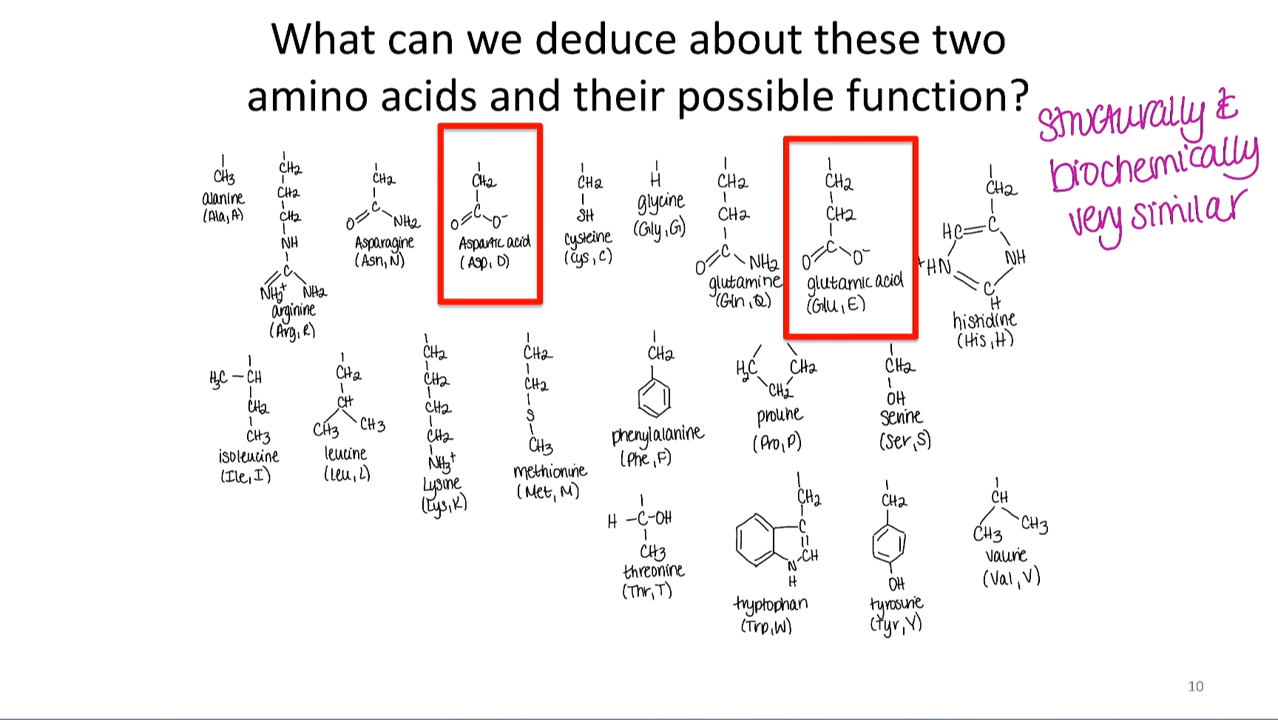 What can we deduce about these two
amino acids and their possible function?
structurally &
biochemically
very similar
CH3
alanine
(Ala, A)
CH2
CH2
CH2
NH
C
NH2+ NH2
arginine
(Arg, R)
CH2
C
O NH2
Asparagine
(Asn, N)
CH2
C
O O-
Aspartic acid
(Asp, D)
CH2
SH
cysteine
(Cys, C)
H
glycine
(Gly, G)
CH2
CH2
C
O NH2
glutamine
(Gln, Q)
CH2
CH2
C
O O-
glutamic acid
(Glu, E)
CH2
HC C
+HN NH
C
H
histidine
(His, H)
H3C - CH
CH2
CH3
isoleucine
(Ile, I)
CH2
CH
CH3 CH3
leucine
(Leu, L)
CH2
CH2
CH2
CH2
NH3+
Lysine
(Lys, K)
CH2
CH2
S
CH3
methionine
(Met, M)
CH2
phenylalanine
(Phe, F)
H2C CH2
CH2
proline
(Pro, P)
CH2
OH
serine
(Ser, S)
H - C - OH
CH3
threonine
(Thr, T)
CH2
C
CH
N
H
tryptophan
(Trp, W)
CH2
OH
tyrosine
(Tyr, Y)
CH
CH3 CH3
valine
(Val, V)
10